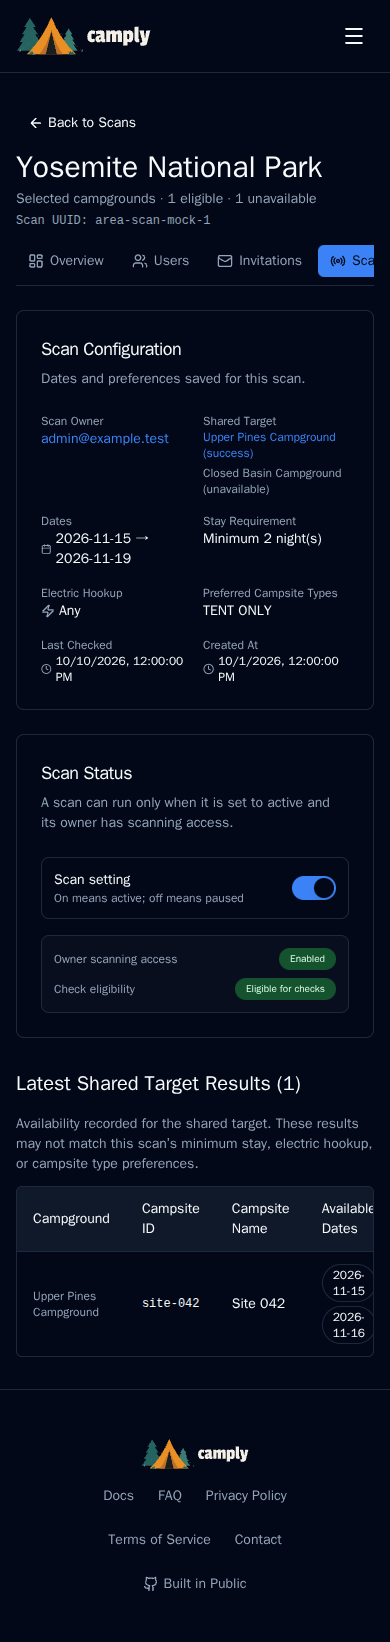 camply
Back to Scans
Yosemite National Park
Selected campgrounds · 1 eligible · 1 unavailable
Scan UUID: area-scan-mock-1
Overview Users Invitations Sca
Scan Configuration
Dates and preferences saved for this scan.
Scan Owner
admin@example.test
Shared Target
Upper Pines Campground
(success)
Closed Basin Campground
(unavailable)
Dates
2026-11-15 →
2026-11-19
Stay Requirement
Minimum 2 night(s)
Electric Hookup
Any
Preferred Campsite Types
TENT ONLY
Last Checked
10/10/2026, 12:00:00
PM
Created At
10/1/2026, 12:00:00
PM
Scan Status
A scan can run only when it is set to active and
its owner has scanning access.
Scan setting
On means active; off means paused
Owner scanning access Enabled
Check eligibility Eligible for checks
Latest Shared Target Results (1)
Availability recorded for the shared target. These results
may not match this scan's minimum stay, electric hookup,
or campsite type preferences.
Campground
Campsite
ID
Campsite
Name
Available
Dates
Upper Pines
Campground
site-042
Site 042
2026-
11-15
2026-
11-16
camply
Docs FAQ Privacy Policy
Terms of Service Contact
Built in Public